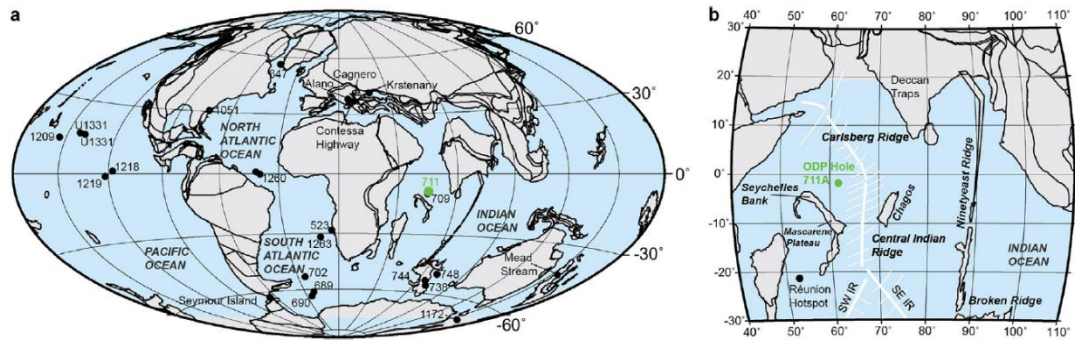 a
60°
647
Alano
Cagnero
Krstenany
30°
1051
U1331
1209
U1331
NORTH
ATLANTIC
OCEAN
Contessa
Highway
1218
1219
1260
711
0°
709
INDIAN
OCEAN
523
1263
PACIFIC
OCEAN
SOUTH
ATLANTIC
OCEAN
-30°
702
744
748
738
Mead
Stream
689
690
Seymour Island
1172
-60°
b
40°
50°
60°
70°
80°
90°
100°
110°
30°
20°
Deccan
Traps
10°
Carlsberg Ridge
ODP Hole
711A
0°
Seychelles
Bank
Chagos
Ninetyeast Ridge
-10°
Mascarene
Plateau
Central Indian
Ridge
INDIAN
OCEAN
-20°
Réunion
Hotspot
SW IR
SE IR
Broken Ridge
-30°
40°
50°
60°
70°
80°
90°
100°
110°